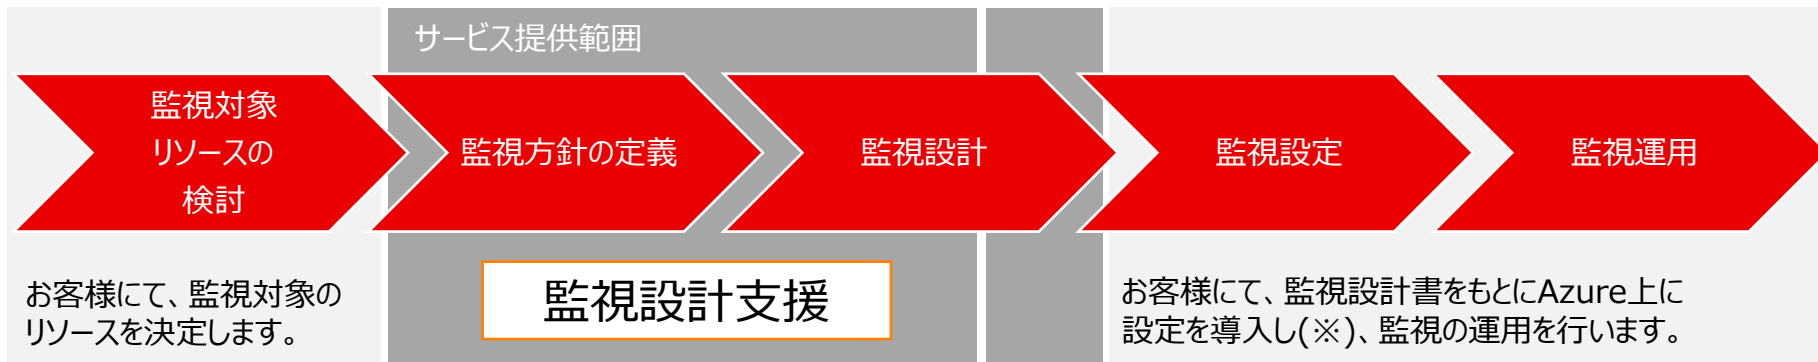 サービス提供範囲
監視対象
リソースの
検討
監視方針の定義
監視設計
監視設定
監視運用
お客様にて、監視対象の
リソースを決定します。
監視設計支援
お客様にて、監視設計書をもとにAzure上に
設定を導入し(※)、監視の運用を行います。